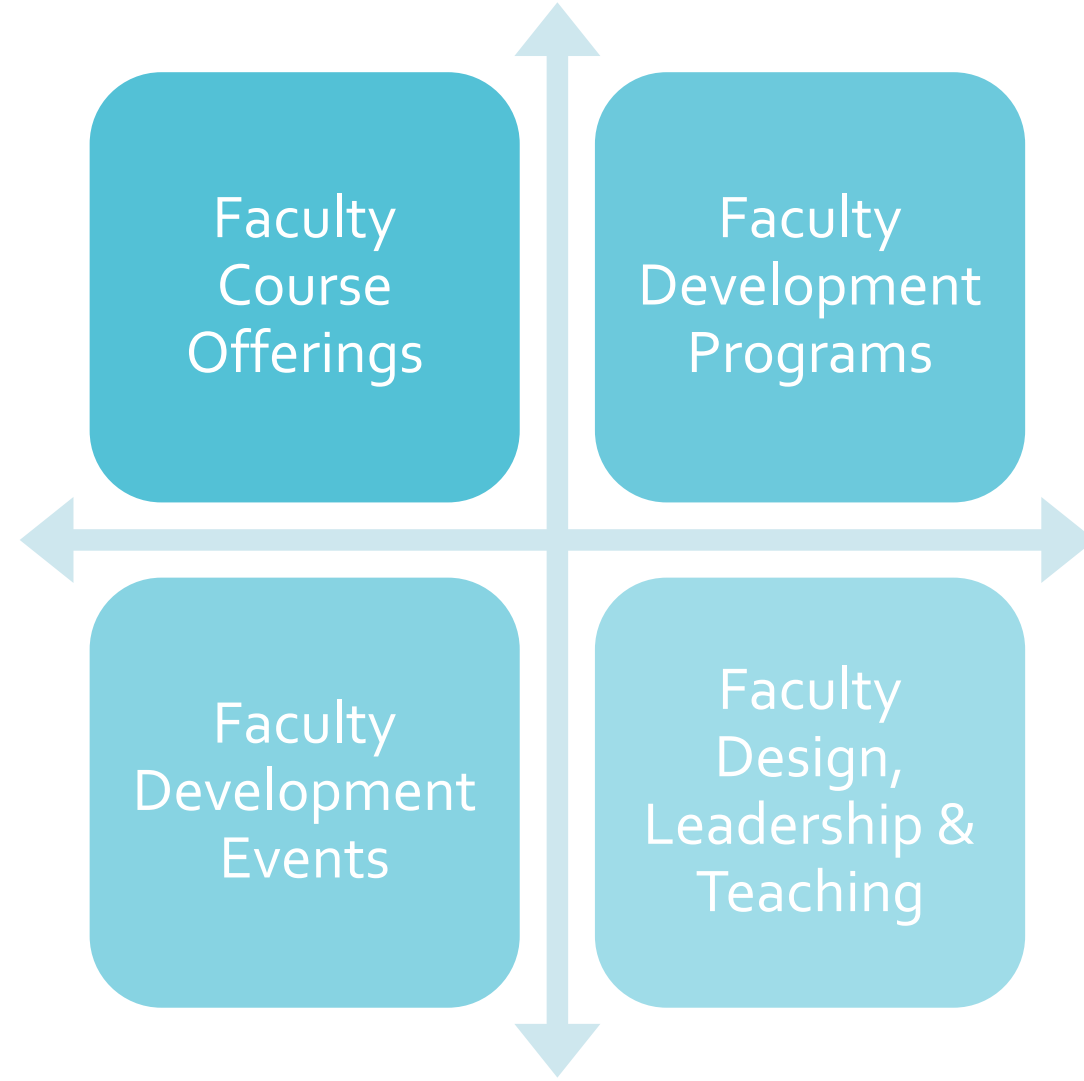 Faculty
Course
Offerings
Faculty
Development
Programs
Faculty
Development
Events
Faculty
Design,
Leadership &
Teaching